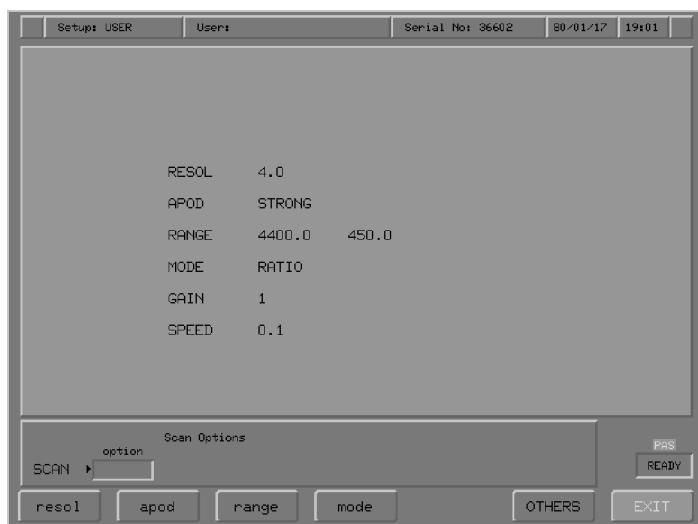 Setup: USER User: Serial No: 36602 80/01/17 19:01
RESOL 4.0
APOD STRONG
RANGE 4400.0 450.0
MODE RATIO
GAIN 1
SPEED 0.1
Scan Options
option
SCAN
PAS
READY
resol apod range mode OTHERS EXIT